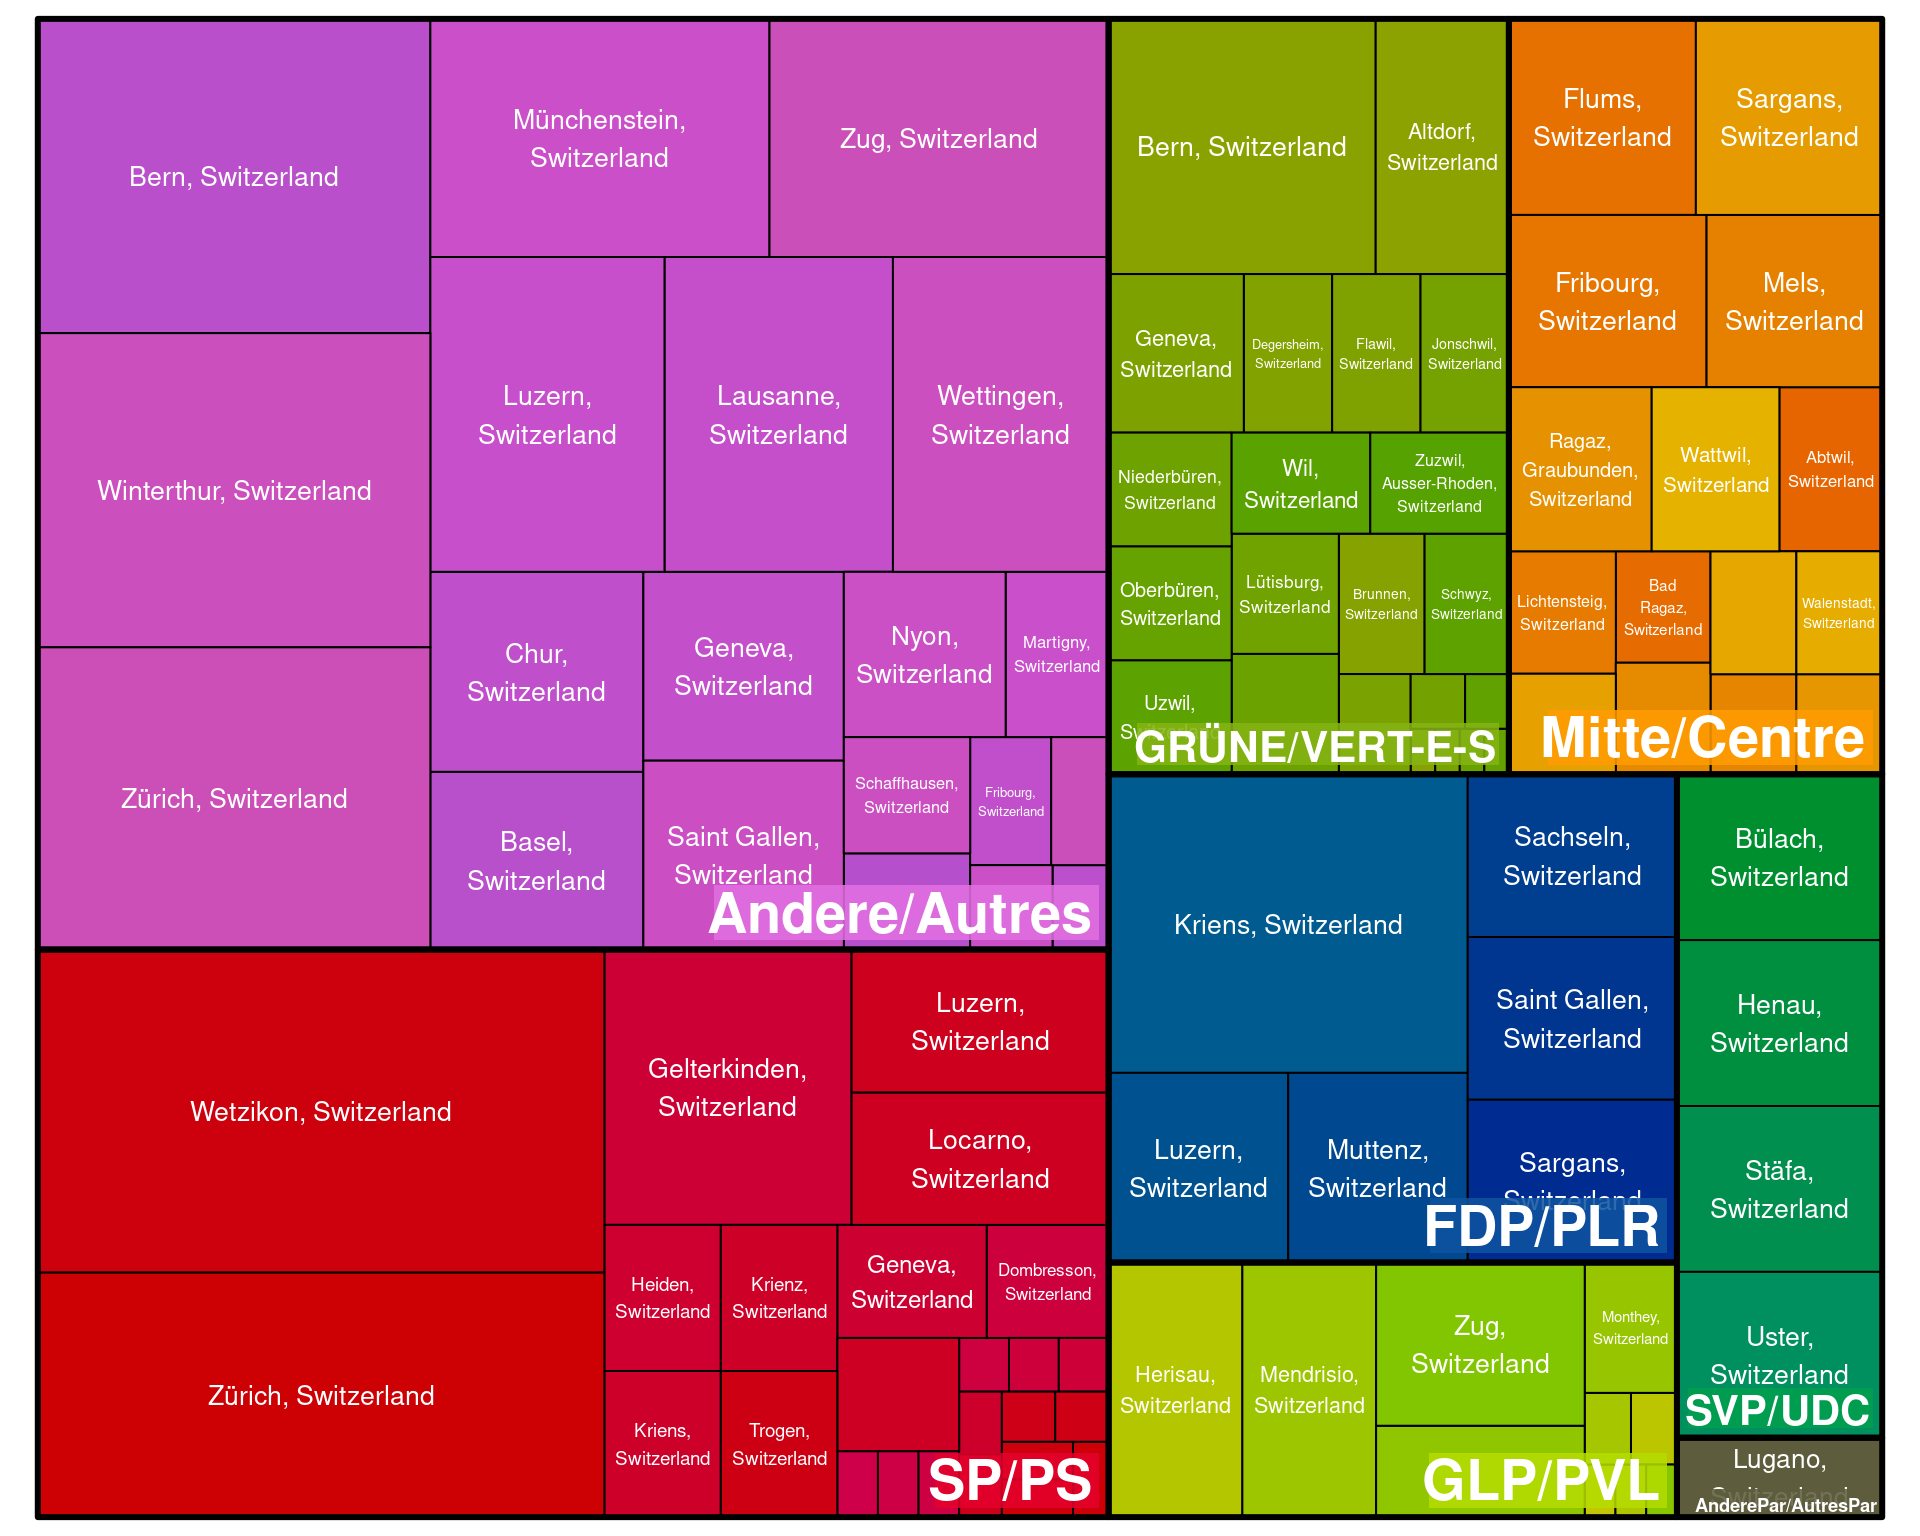 Bern, Switzerland
Münchenstein,
Switzerland
Zug, Switzerland
Winterthur, Switzerland
Luzern,
Switzerland
Lausanne,
Switzerland
Wettingen,
Switzerland
Zürich, Switzerland
Chur,
Switzerland
Geneva,
Switzerland
Nyon,
Switzerland
Martigny,
Switzerland
Basel,
Switzerland
Saint Gallen,
Switzerland
Schaffhausen,
Switzerland
Fribourg,
Switzerland
Andere/Autres
Bern, Switzerland
Altdorf,
Switzerland
Geneva,
Switzerland
Degersheim,
Switzerland
Flawil,
Switzerland
Jonschwil,
Switzerland
Niederbüren,
Switzerland
Wil,
Switzerland
Zuzwil,
Ausser-Rhoden,
Switzerland
Oberbüren,
Switzerland
Lütisburg,
Switzerland
Brunnen,
Switzerland
Schwyz,
Switzerland
Uzwil,
Switzerland
GRÜNE/VERT-E-S
Flums,
Switzerland
Sargans,
Switzerland
Fribourg,
Switzerland
Mels,
Switzerland
Ragaz,
Graubunden,
Switzerland
Wattwil,
Switzerland
Abtwil,
Switzerland
Lichtensteig,
Switzerland
Bad
Ragaz,
Switzerland
Walenstadt,
Switzerland
Mitte/Centre
Wetzikon, Switzerland
Gelterkinden,
Switzerland
Luzern,
Switzerland
Locarno,
Switzerland
Zürich, Switzerland
Heiden,
Switzerland
Krienz,
Switzerland
Geneva,
Switzerland
Dombresson,
Switzerland
Kriens,
Switzerland
Trogen,
Switzerland
SP/PS
Kriens, Switzerland
Sachseln,
Switzerland
Saint Gallen,
Switzerland
Luzern,
Switzerland
Muttenz,
Switzerland
Sargans,
Switzerland
FDP/PLR
Herisau,
Switzerland
Mendrisio,
Switzerland
Zug,
Switzerland
Monthey,
Switzerland
GLP/PVL
Bülach,
Switzerland
Henau,
Switzerland
Stäfa,
Switzerland
Uster,
Switzerland
SVP/UDC
Lugano,
Switzerland
AnderePar/AutresPar